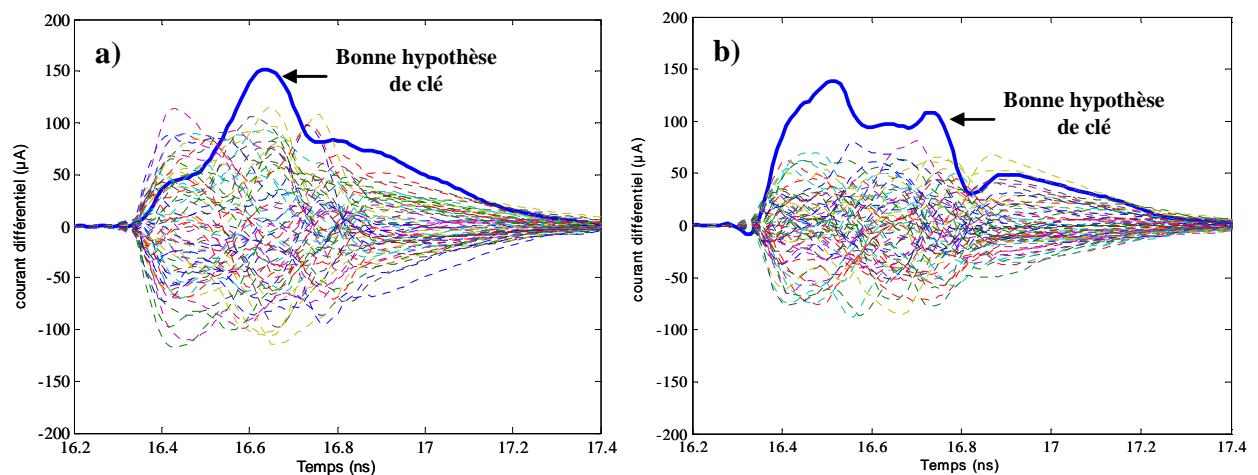 a)
Bonne hypothèse
de clé
courant différentiel (µA)
200
150
100
50
0
-50
-100
-150
-200
16.2 16.4 16.6 16.8 17 17.2 17.4
Temps (ns)
b)
Bonne hypothèse
de clé
courant différentiel (µA)
200
150
100
50
0
-50
-100
-150
-200
16.2 16.4 16.6 16.8 17 17.2 17.4
Temps (ns)